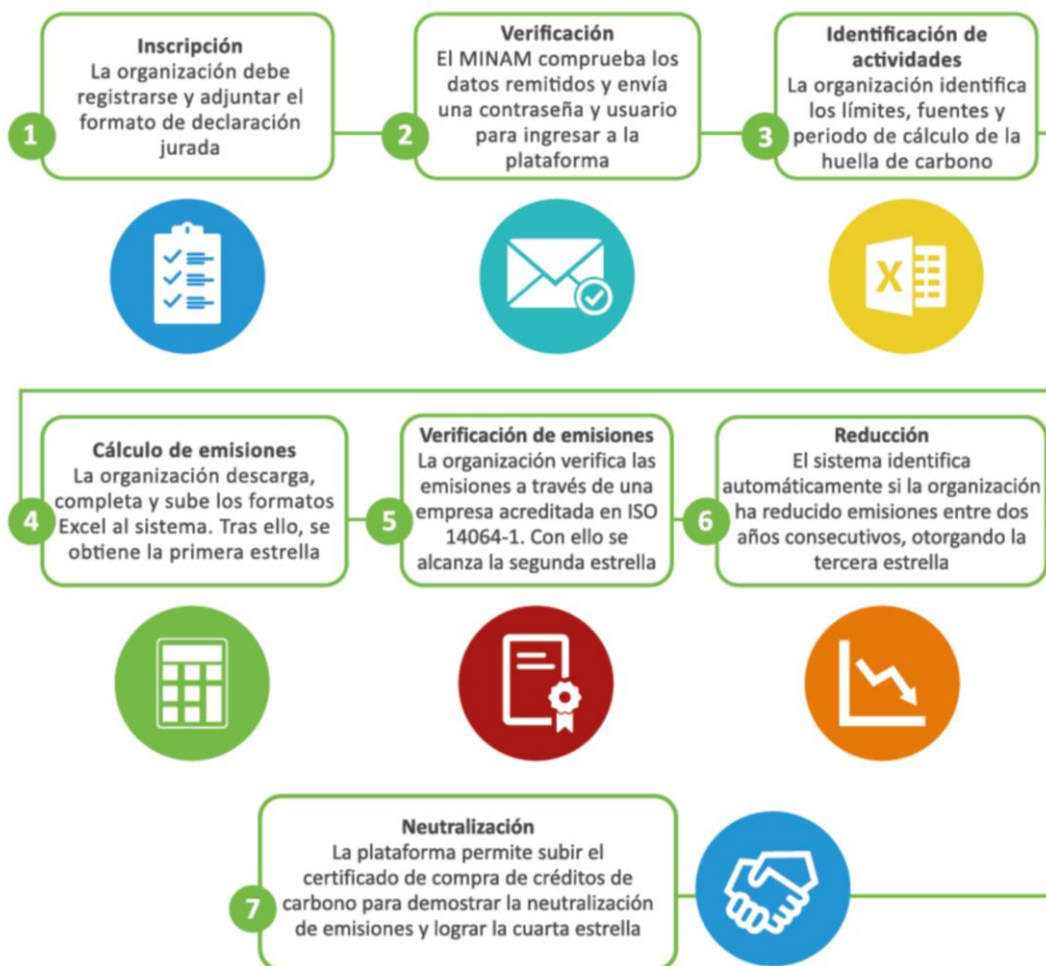 Inscripción
La organización debe
registrarse y adjuntar el
formato de declaración
jurada
1
Verificación
El MINAM comprueba los
datos remitidos y envía
una contraseña y usuario
para ingresar a la
plataforma
2
Identificación de
actividades
La organización identifica
los límites, fuentes y
periodo de cálculo de la
huella de carbono
3
X
Cálculo de emisiones
La organización descarga,
completa y sube los formatos
Excel al sistema. Tras ello, se
obtiene la primera estrella
4
Verificación de emisiones
La organización verifica las
emisiones a través de una
empresa acreditada en ISO
14064-1. Con ello se
alcanza la segunda estrella
5
Reducción
El sistema identifica
automáticamente si la organización
ha reducido emisiones entre dos
años consecutivos, otorgando la
tercera estrella
6
Neutralización
La plataforma permite subir el
certificado de compra de créditos de
carbono para demostrar la neutralización
de emisiones y lograr la cuarta estrella
7